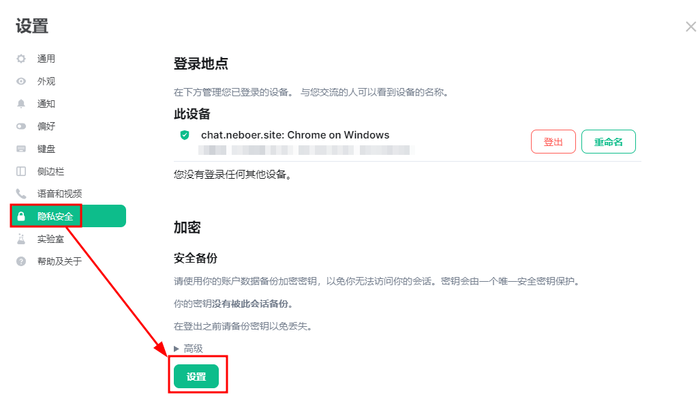 设置
通用
外观
通知
偏好
键盘
侧边栏
语音和视频
隐私安全
实验室
帮助及关于
登录地点
在下方管理您已登录的设备。 与您交流的人可以看到设备的名称。
此设备
chat.neboer.site: Chrome on Windows
登出
重命名
您没有登录任何其他设备。
加密
安全备份
请使用你的账户数据备份加密密钥，以免你无法访问你的会话。密钥会由一个唯一安全密钥保护。
你的密钥没有被此会话备份。
在登出之前请备份密钥以免丢失。
高级
设置